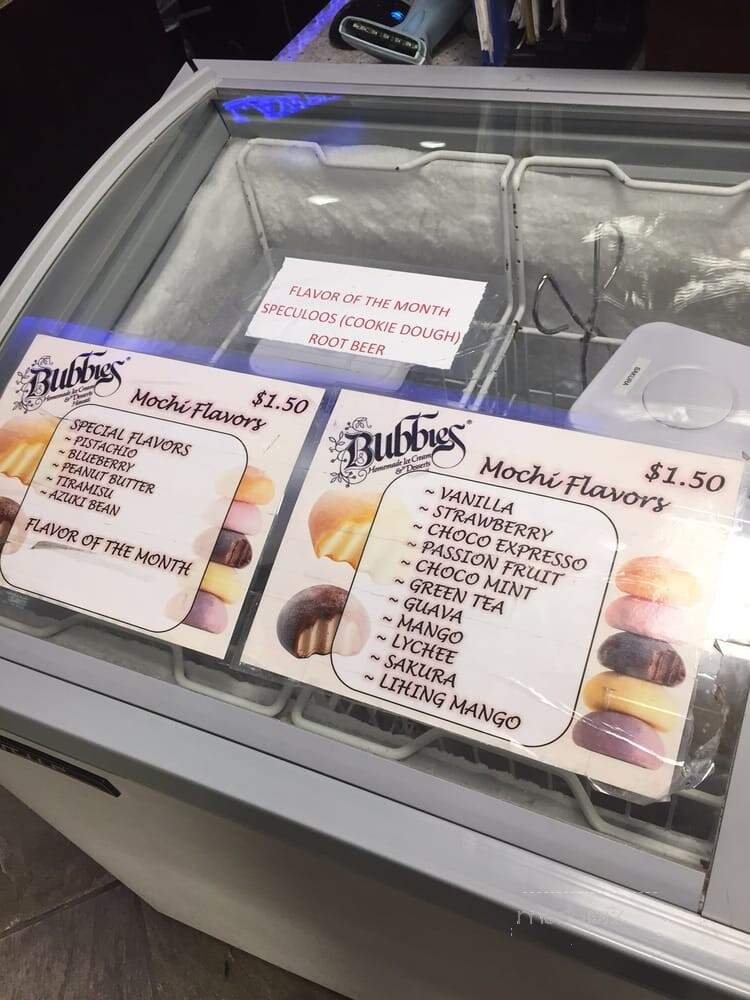 FLAVOR OF THE MONTH
SPECULOOS (COOKIE DOUGH)
ROOT BEER
Bubbies
Homemade Ice Cream
& Desserts
Hawaii
Mochi Flavors
$1.50
SPECIAL FLAVORS
~ PISTACHIO
~ BLUEBERRY
~ PEANUT BUTTER
~ TIRAMISU
~ AZUKI BEAN
FLAVOR OF THE MONTH
Bubbies
Homemade Ice Cream
& Desserts
Mochi Flavors
$1.50
~ VANILLA
~ STRAWBERRY
~ CHOCO EXPRESSO
~ PASSION FRUIT
~ CHOCO MINT
~ GREEN TEA
~ GUAVA
~ MANGO
~ LYCHEE
~ SAKURA
~ LIHING MANGO
SAKURA